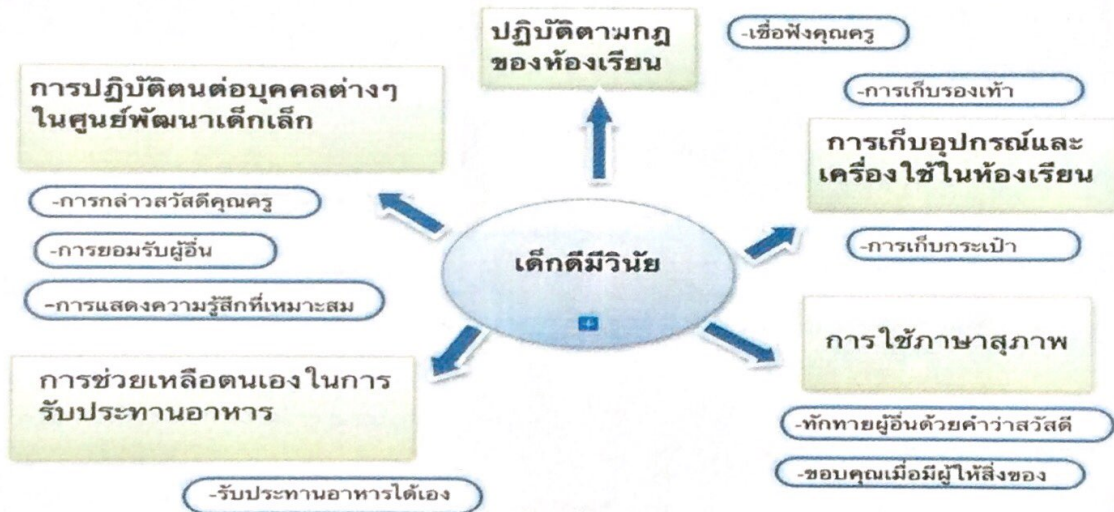 ปฏิบัติตามกฎ
ของห้องเรียน
-เชื่อฟังคุณครู
การปฏิบัติตนต่อบุคคลต่างๆ
ในศูนย์พัฒนาเด็กเล็ก
-การกล่าวสวัสดีคุณครู
-การยอมรับผู้อื่น
-การแสดงความรู้สึกที่เหมาะสม
-การเก็บรองเท้า
การเก็บอุปกรณ์และ
เครื่องใช้ในห้องเรียน
-การเก็บกระเป๋า
เด็กดีมีวินัย
การช่วยเหลือตนเองในการ
รับประทานอาหาร
-รับประทานอาหารได้เอง
การใช้ภาษาสุภาพ
-ทักทายผู้อื่นด้วยคำว่าสวัสดี
-ขอบคุณเมื่อมีผู้ให้สิ่งของ